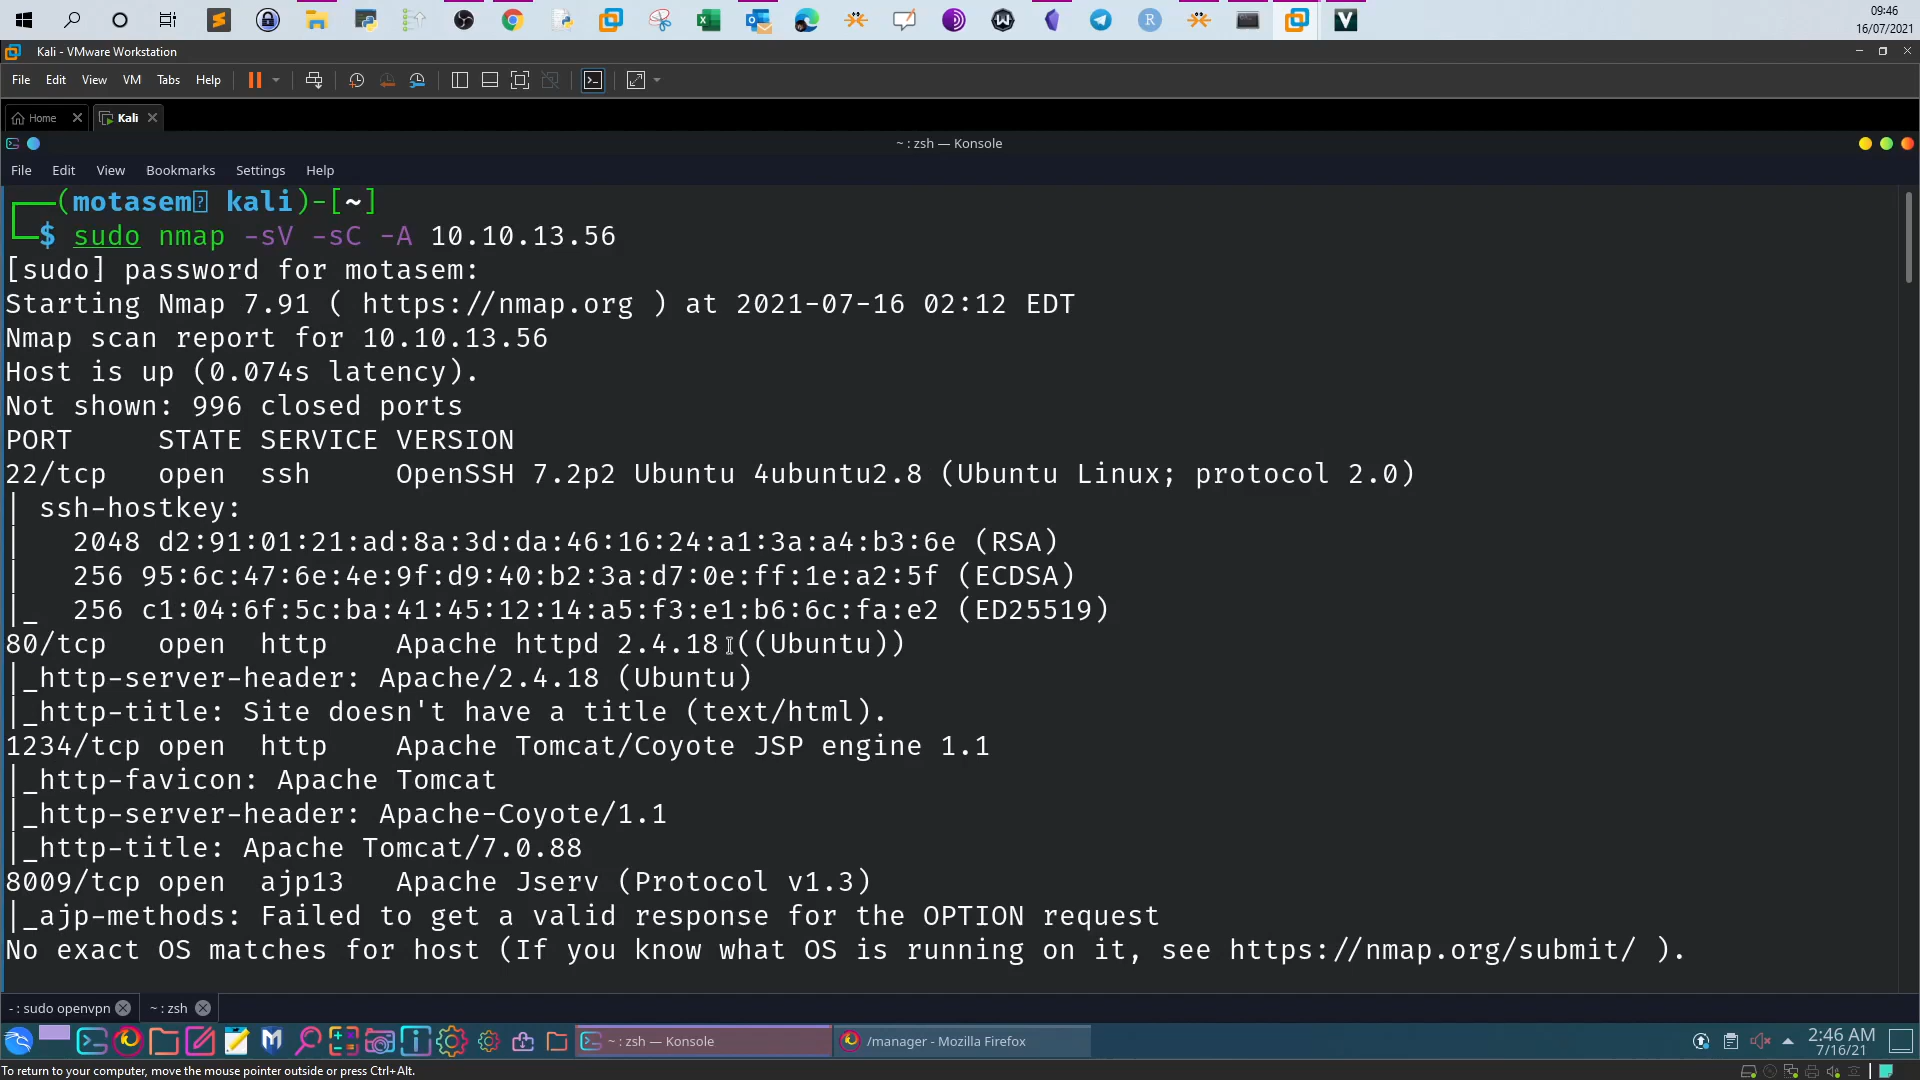 09:46
16/07/2021
Kali - VMware Workstation
File Edit View VM Tabs Help
Home Kali
~ : zsh — Konsole
File Edit View Bookmarks Settings Help
┌──(motasem kali)-[~]
└─$ sudo nmap -sV -sC -A 10.10.13.56
[sudo] password for motasem:
Starting Nmap 7.91 ( https://nmap.org ) at 2021-07-16 02:12 EDT
Nmap scan report for 10.10.13.56
Host is up (0.074s latency).
Not shown: 996 closed ports
PORT     STATE SERVICE VERSION
22/tcp   open  ssh     OpenSSH 7.2p2 Ubuntu 4ubuntu2.8 (Ubuntu Linux; protocol 2.0)
| ssh-hostkey:
|   2048 d2:91:01:21:ad:8a:3d:da:46:16:24:a1:3a:a4:b3:6e (RSA)
|   256 95:6c:47:6e:4e:9f:d9:40:b2:3a:d7:0e:ff:1e:a2:5f (ECDSA)
|_  256 c1:04:6f:5c:ba:41:45:12:14:a5:f3:e1:b6:6c:fa:e2 (ED25519)
80/tcp   open  http    Apache httpd 2.4.18 ((Ubuntu))
|_http-server-header: Apache/2.4.18 (Ubuntu)
|_http-title: Site doesn't have a title (text/html).
1234/tcp open  http    Apache Tomcat/Coyote JSP engine 1.1
|_http-favicon: Apache Tomcat
|_http-server-header: Apache-Coyote/1.1
|_http-title: Apache Tomcat/7.0.88
8009/tcp open  ajp13   Apache Jserv (Protocol v1.3)
|_ajp-methods: Failed to get a valid response for the OPTION request
No exact OS matches for host (If you know what OS is running on it, see https://nmap.org/submit/ ).
- : sudo openvpn ~ : zsh
~ : zsh — Konsole /manager - Mozilla Firefox
2:46 AM
7/16/21
To return to your computer, move the mouse pointer outside or press Ctrl+Alt.